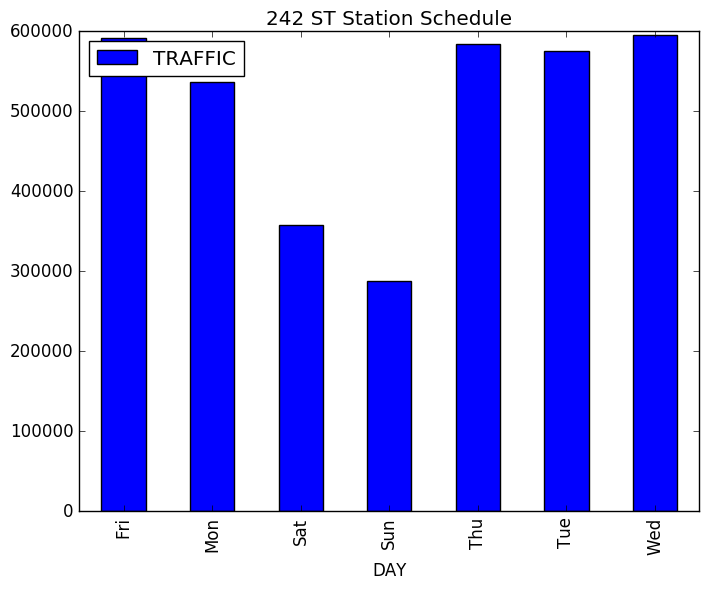 242 ST Station Schedule
600000
TRAFFIC
500000
400000
300000
200000
100000
0
Fri Mon Sat Sun Thu Tue Wed
DAY